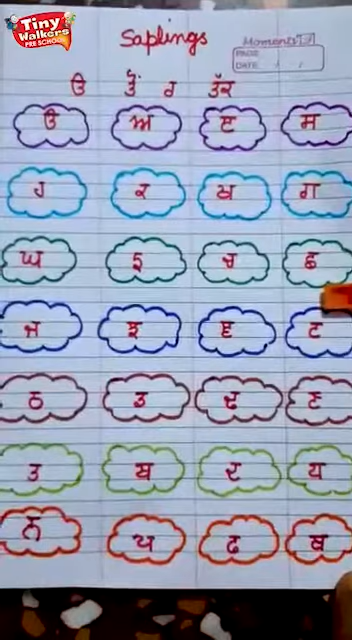 Tiny
Walkers
PRE SCHOOL
Saplings
Moments
PAGE
DATE / /
ੳ ਤੋਂ ਤੱਕ
ੳ ਅ ੲ ਸ
ਹ ਕ ਖ ਗ
ਘ ਙ ਚ ਛ
ਜ ਝ ਞ ਟ
ਠ ਡ ਢ ਣ
ਤ ਥ ਦ ਧ
ਨ ਪ ਫ ਬ